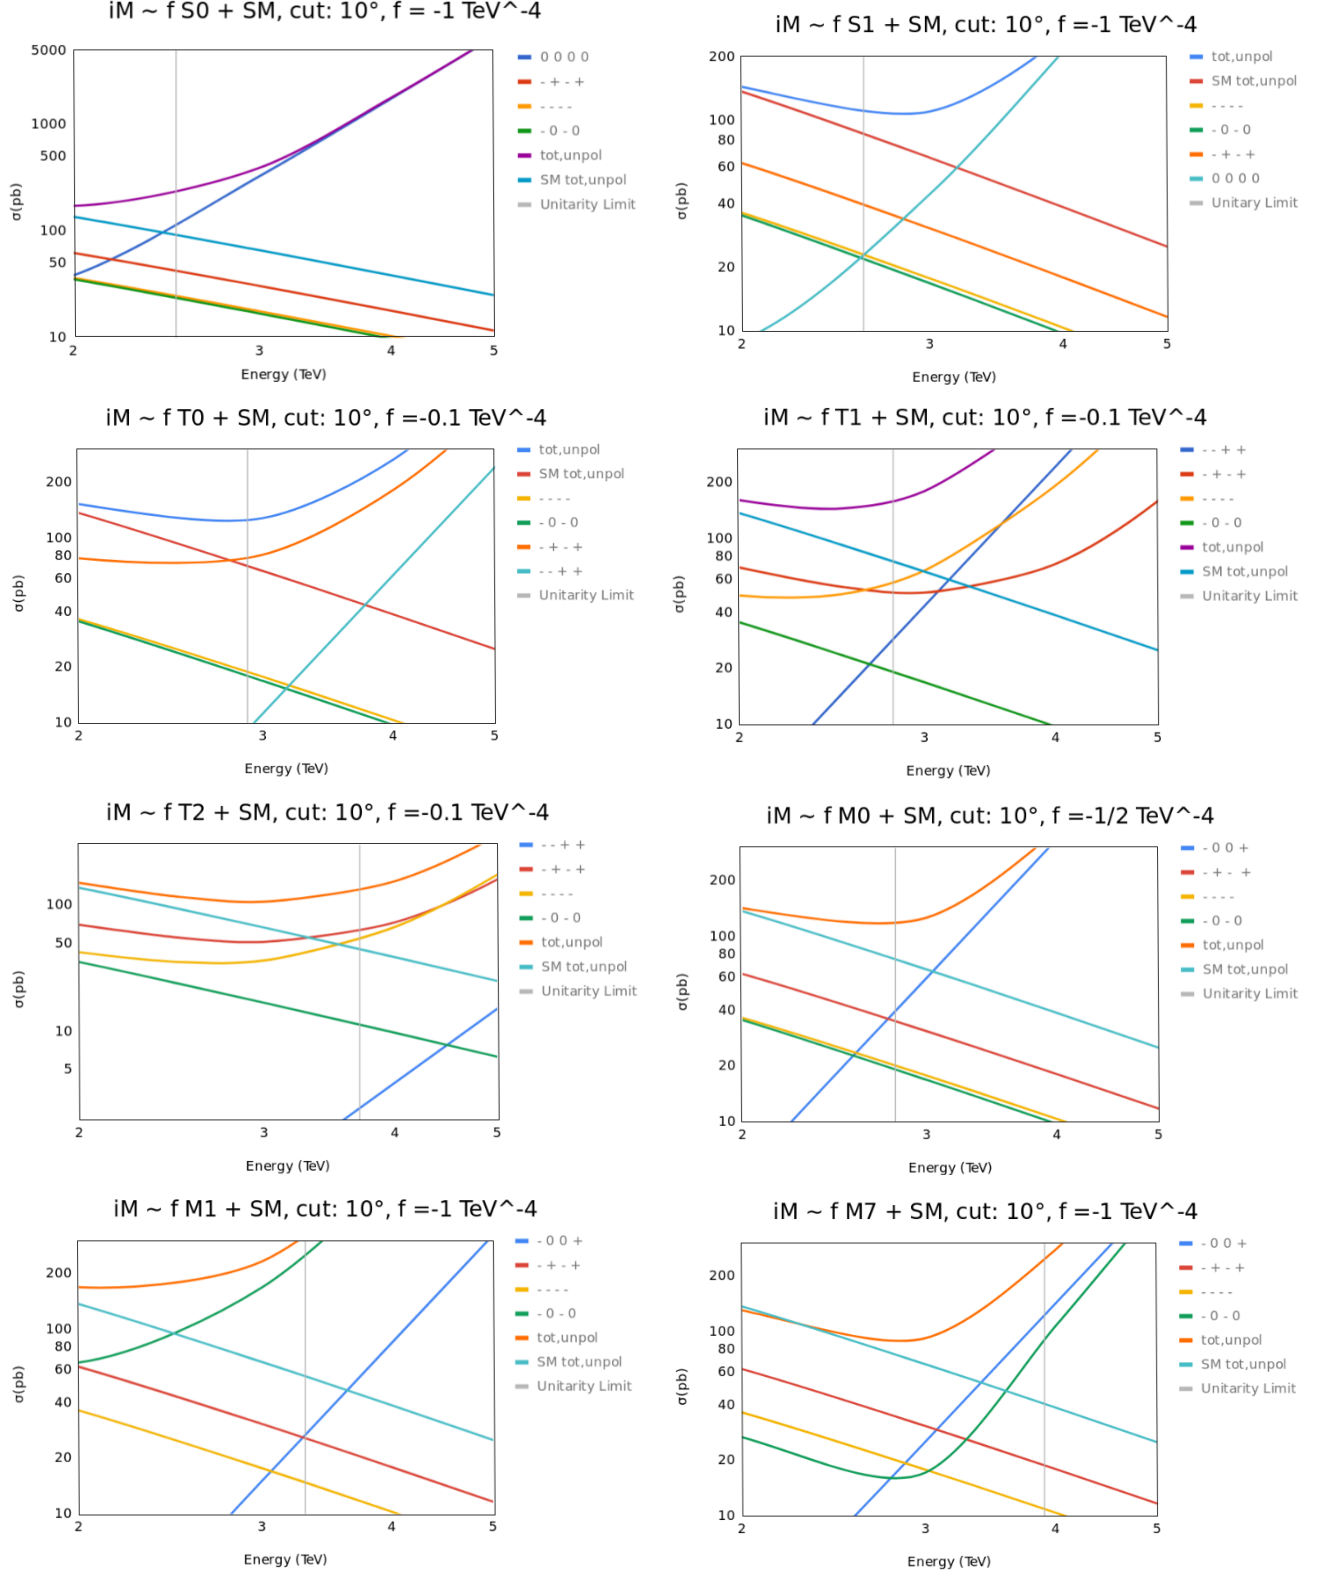 iM ~ f S0 + SM, cut: 10°, f = -1 TeV^-4
5000
1000
500
100
50
10
σ(pb)
2
3
4
5
Energy (TeV)
0 0 0 0
- + - +
- - - -
- 0 - 0
tot,unpol
SM tot,unpol
Unitarity Limit
iM ~ f S1 + SM, cut: 10°, f =-1 TeV^-4
200
100
80
60
40
20
10
σ(pb)
2
3
4
5
Energy (TeV)
tot,unpol
SM tot,unpol
- - - -
- 0 - 0
- + - +
0 0 0 0
Unitary Limit
iM ~ f T0 + SM, cut: 10°, f =-0.1 TeV^-4
200
100
80
60
40
20
10
σ(pb)
2
3
4
5
Energy (TeV)
tot,unpol
SM tot,unpol
- - - -
- 0 - 0
- + - +
- - + +
Unitarity Limit
iM ~ f T1 + SM, cut: 10°, f =-0.1 TeV^-4
200
100
80
60
40
20
10
σ(pb)
2
3
4
5
Energy (TeV)
- - + +
- + - +
- - - -
- 0 - 0
tot,unpol
SM tot,unpol
Unitarity Limit
iM ~ f T2 + SM, cut: 10°, f =-0.1 TeV^-4
100
50
10
5
σ(pb)
2
3
4
5
Energy (TeV)
- - + +
- + - +
- - - -
- 0 - 0
tot,unpol
SM tot,unpol
Unitarity Limit
iM ~ f M0 + SM, cut: 10°, f =-1/2 TeV^-4
200
100
80
60
40
20
10
σ(pb)
2
3
4
5
Energy (TeV)
- 0 0 +
- + - +
- - - -
- 0 - 0
tot,unpol
SM tot,unpol
Unitarity Limit
iM ~ f M1 + SM, cut: 10°, f =-1 TeV^-4
200
100
80
60
40
20
10
σ(pb)
2
3
4
5
Energy (TeV)
- 0 0 +
- + - +
- - - -
- 0 - 0
tot,unpol
SM tot,unpol
Unitarity Limit
iM ~ f M7 + SM, cut: 10°, f =-1 TeV^-4
200
100
80
60
40
20
10
σ(pb)
2
3
4
5
Energy (TeV)
- 0 0 +
- + - +
- - - -
- 0 - 0
tot,unpol
SM tot,unpol
Unitarity Limit